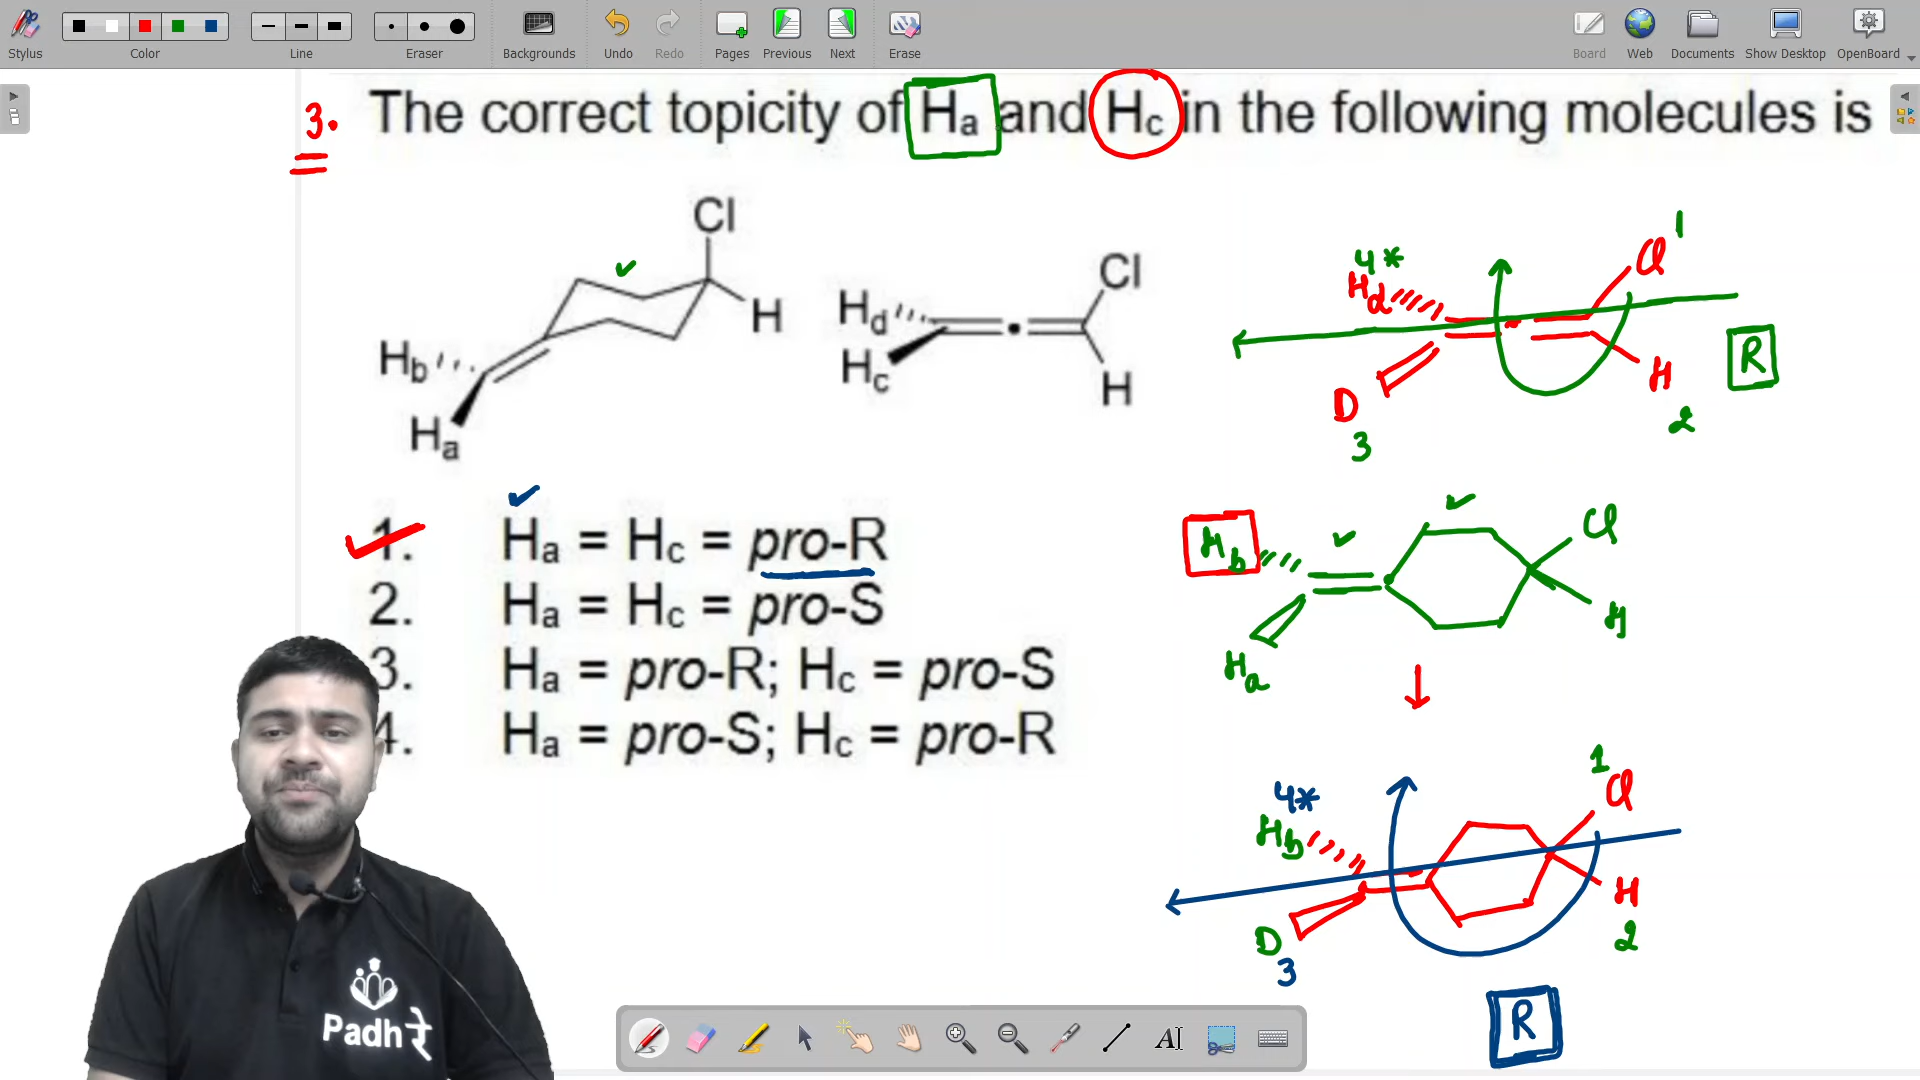 Stylus
Color
Line
Eraser
Backgrounds
Undo
Redo
Pages
Previous
Next
Erase
Board
Web
Documents
Show Desktop
OpenBoard
3. The correct topicity of Ha and Hc in the following molecules is
Cl
H
Hb
Ha
Cl
Hd
Hc
H
1
Cl
4*
Hd
D
3
H
2
R
1. Ha = Hc = pro-R
2. Ha = Hc = pro-S
3. Ha = pro-R; Hc = pro-S
4. Ha = pro-S; Hc = pro-R
Hb
Cl
Ha
H
1
Cl
4*
Hb
D
3
H
2
R
Padhरे
AI